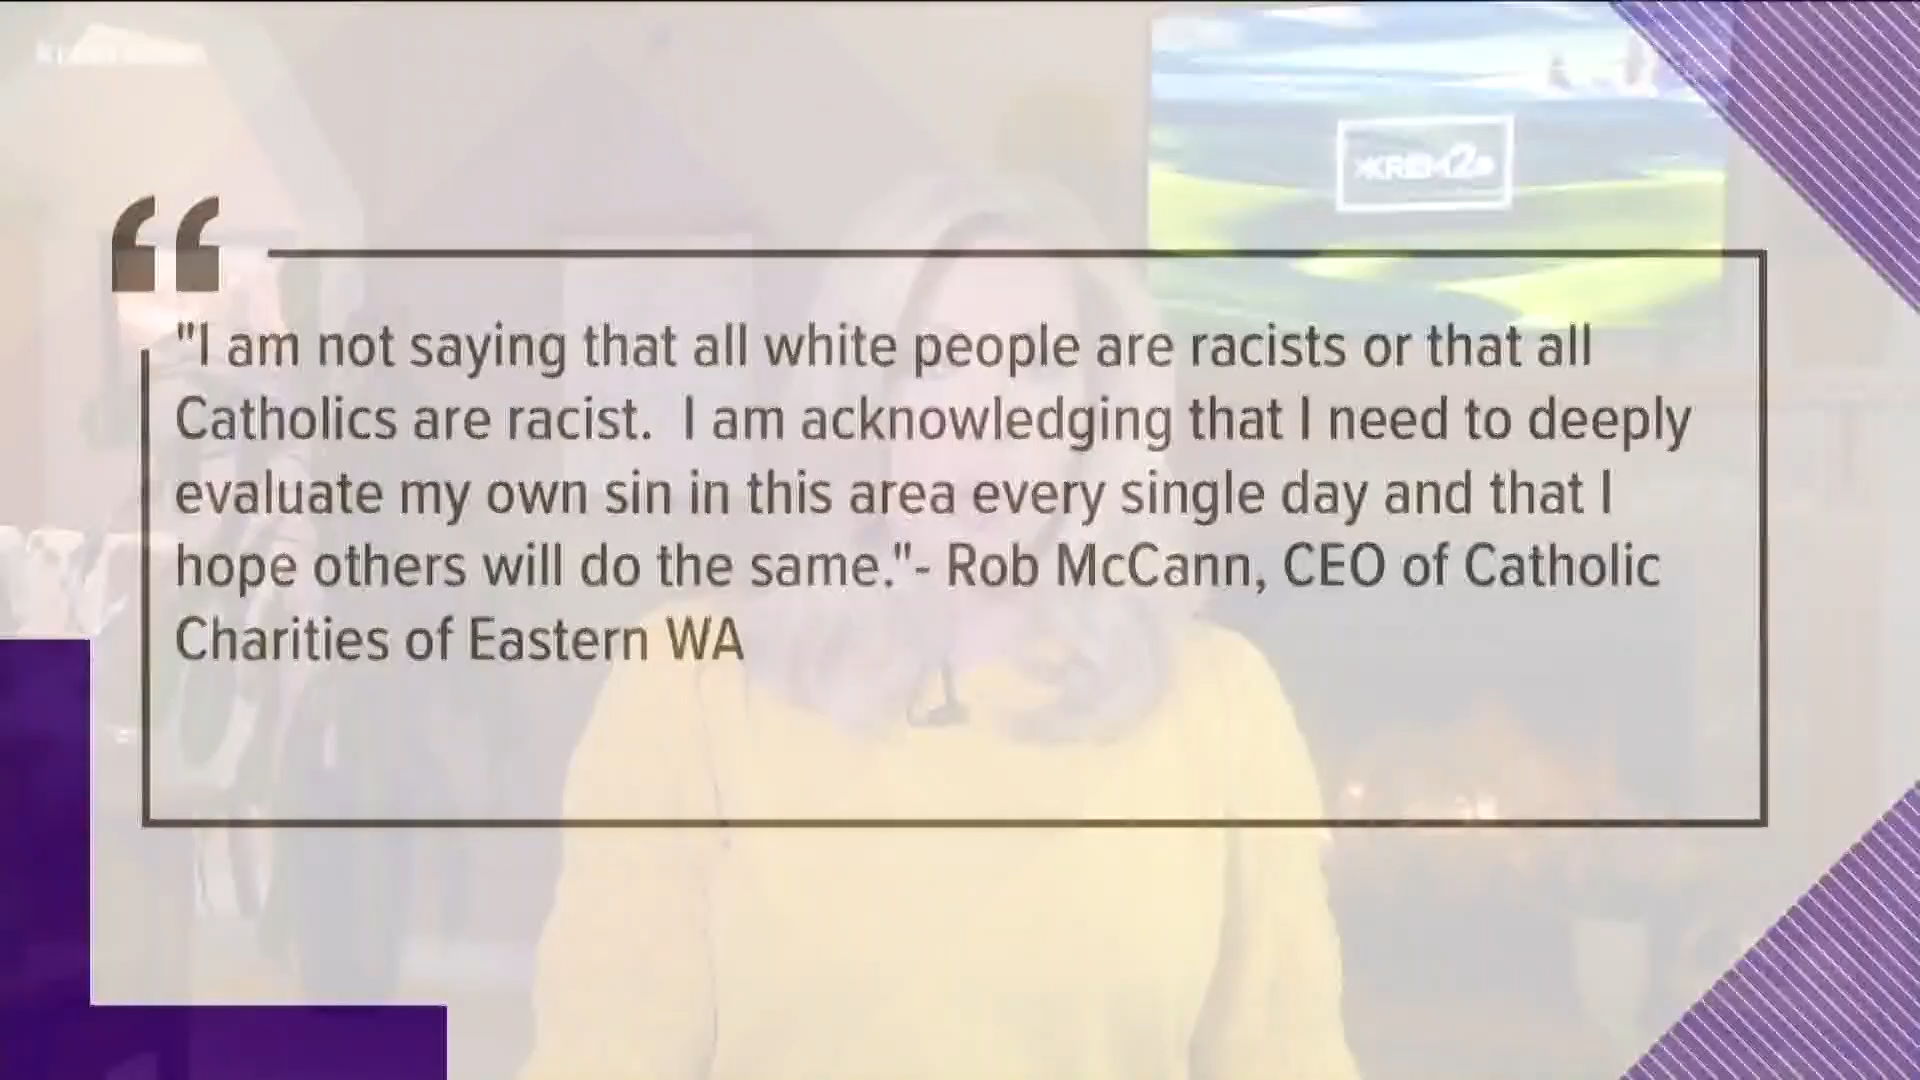 KREM2
"I am not saying that all white people are racists or that all
Catholics are racist.  I am acknowledging that I need to deeply
evaluate my own sin in this area every single day and that I
hope others will do the same."- Rob McCann, CEO of Catholic
Charities of Eastern WA